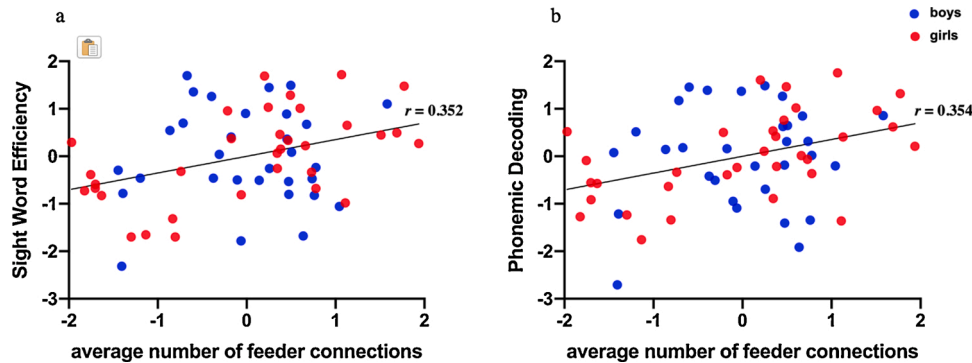 a
Sight Word Efficiency
2
1
0
-1
-2
-3
r = 0.352
-2 -1 0 1 2
average number of feeder connections
b
boys
girls
Phonemic Decoding
2
1
0
-1
-2
-3
r = 0.354
-2 -1 0 1 2
average number of feeder connections